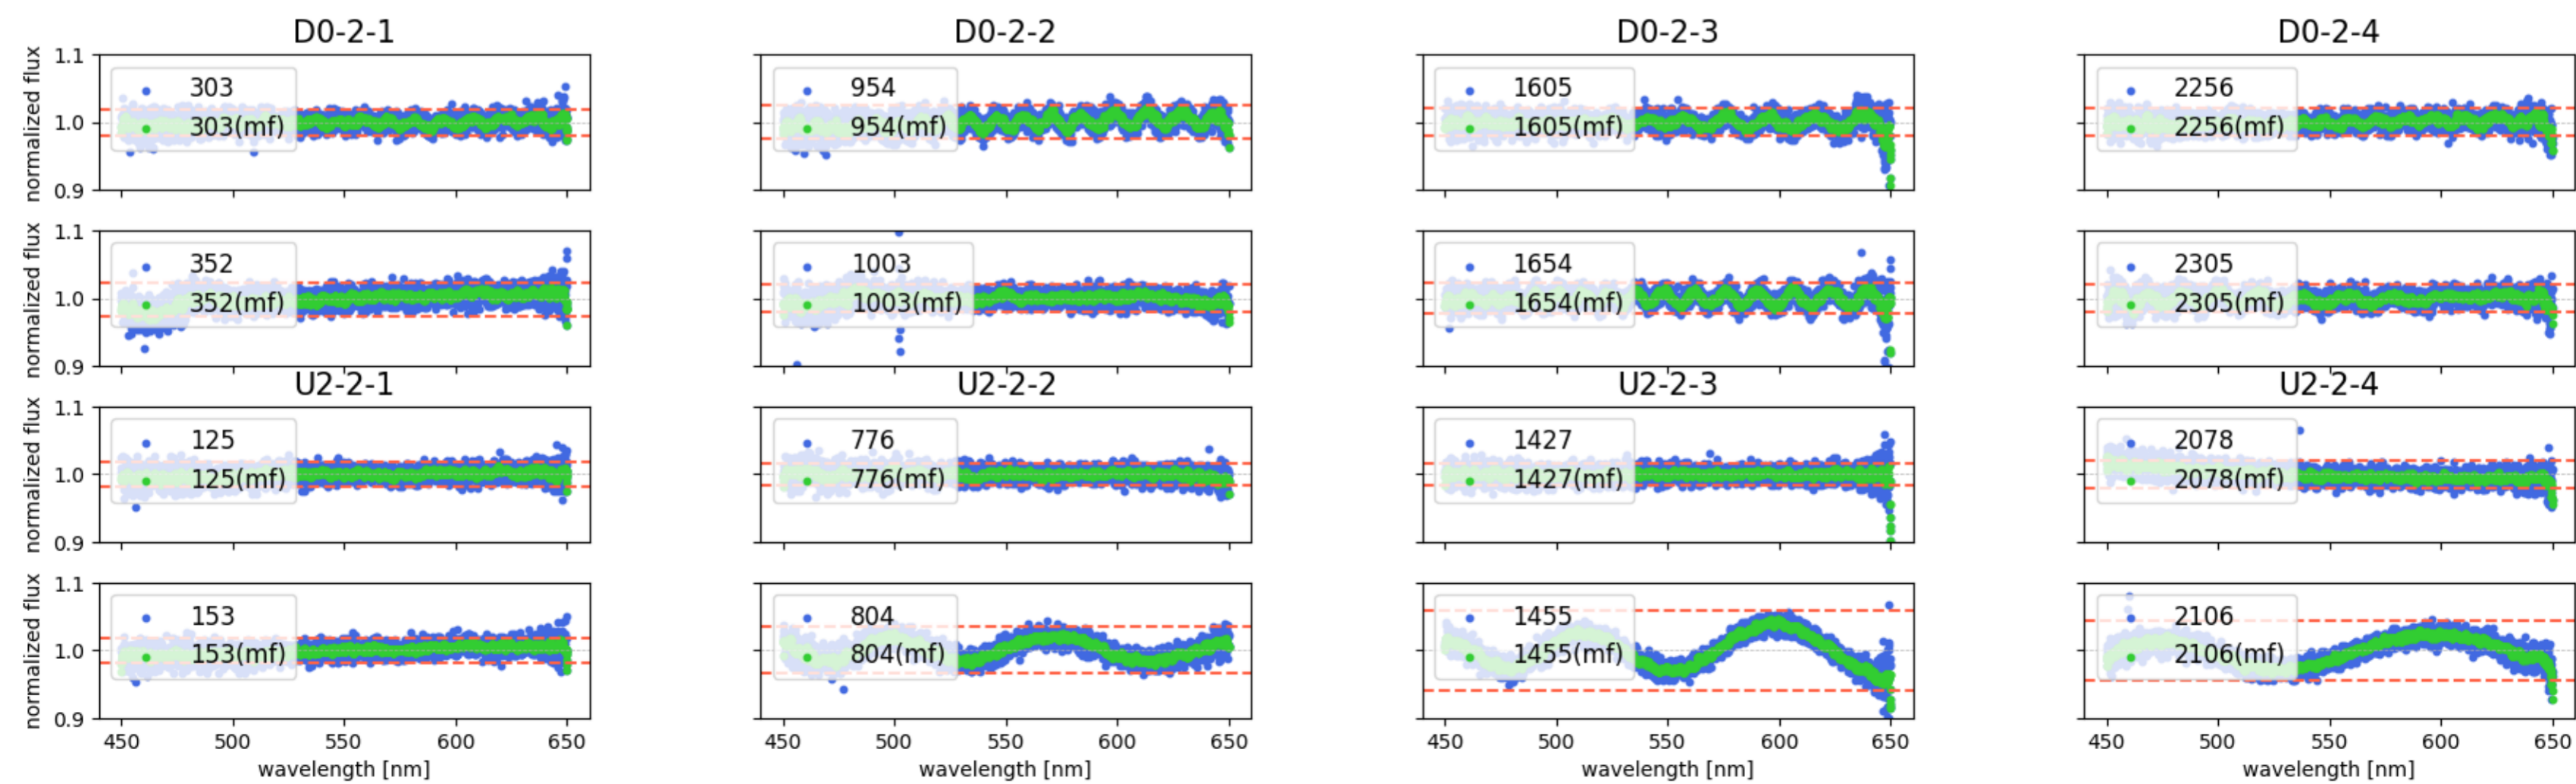 D0-2-1 D0-2-2 D0-2-3 D0-2-4
normalized flux
1.1
1.0
0.9
303
303(mf)
954
954(mf)
1605
1605(mf)
2256
2256(mf)
normalized flux
1.1
1.0
0.9
352
352(mf)
1003
1003(mf)
1654
1654(mf)
2305
2305(mf)
U2-2-1 U2-2-2 U2-2-3 U2-2-4
normalized flux
1.1
1.0
0.9
125
125(mf)
776
776(mf)
1427
1427(mf)
2078
2078(mf)
normalized flux
1.1
1.0
0.9
153
153(mf)
804
804(mf)
1455
1455(mf)
2106
2106(mf)
450 500 550 600 650 450 500 550 600 650 450 500 550 600 650 450 500 550 600 650
wavelength [nm] wavelength [nm] wavelength [nm] wavelength [nm]